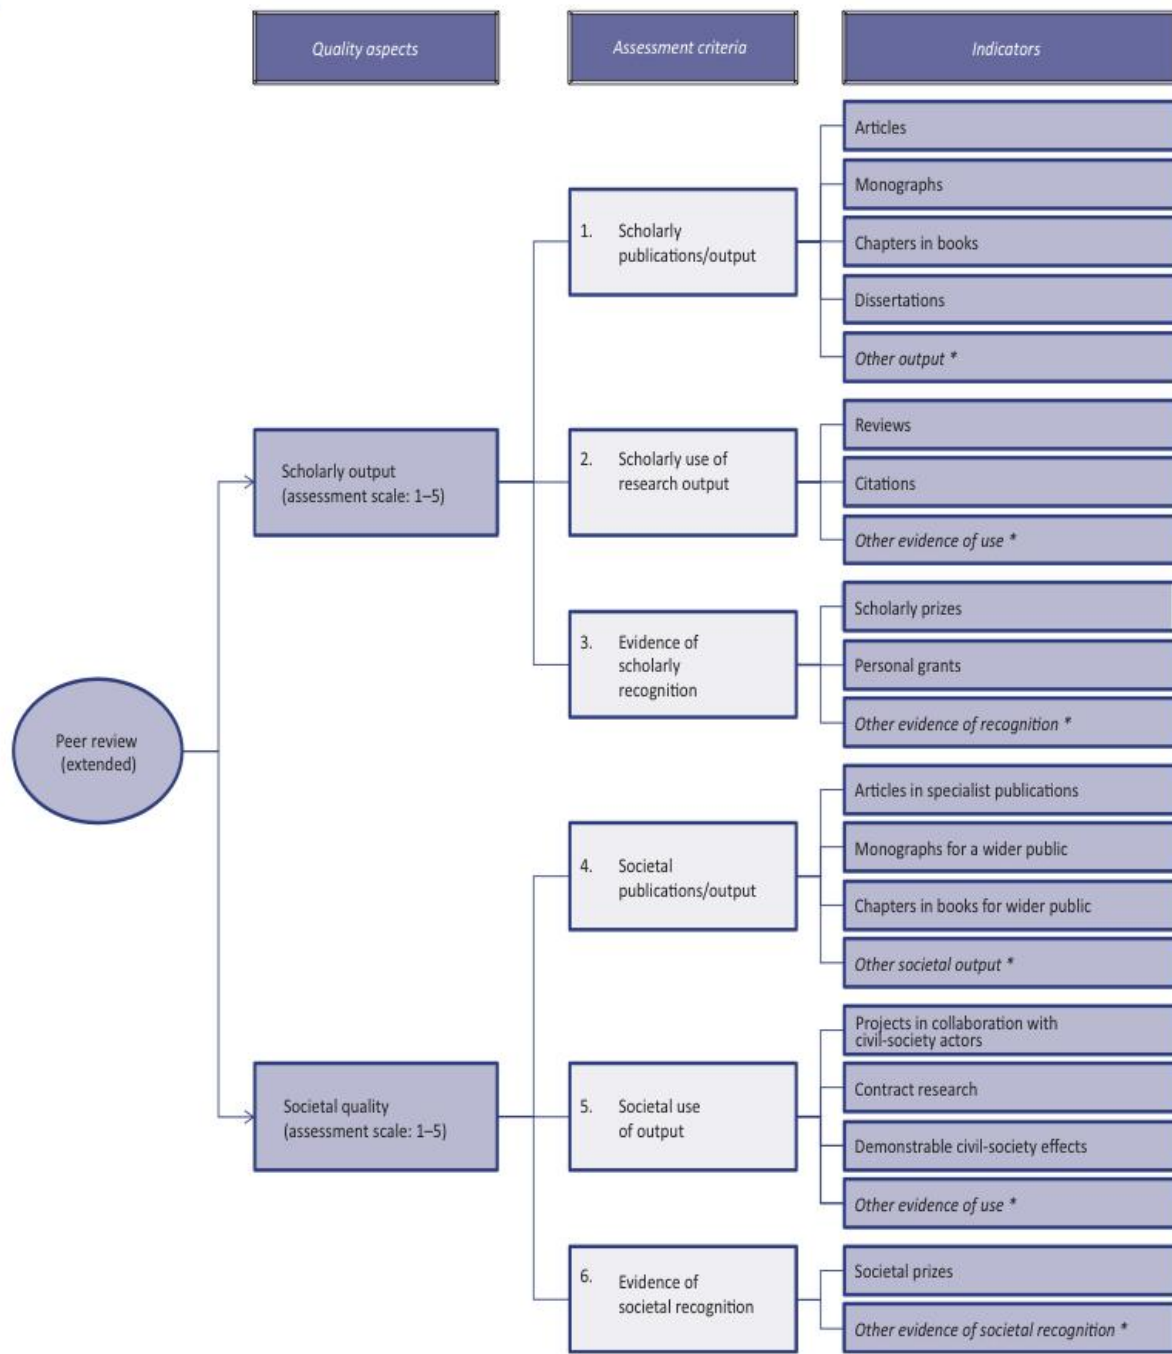 Quality aspects
Assessment criteria
Indicators
Peer review
(extended)
Scholarly output
(assessment scale: 1–5)
1. Scholarly
publications/output
Articles
Monographs
Chapters in books
Dissertations
Other output *
2. Scholarly use of
research output
Reviews
Citations
Other evidence of use *
3. Evidence of
scholarly
recognition
Scholarly prizes
Personal grants
Other evidence of recognition *
Societal quality
(assessment scale: 1–5)
4. Societal
publications/output
Articles in specialist publications
Monographs for a wider public
Chapters in books for wider public
Other societal output *
5. Societal use
of output
Projects in collaboration with
civil-society actors
Contract research
Demonstrable civil-society effects
Other evidence of use *
6. Evidence of
societal recognition
Societal prizes
Other evidence of societal recognition *